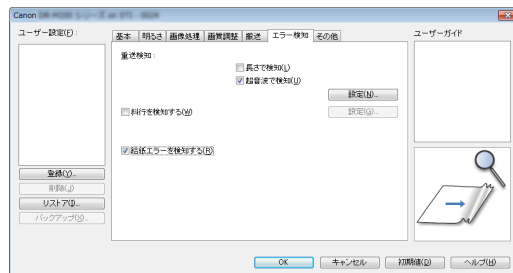 Canon
ユーザー設定(F):
基本 明るさ 画像処理 画質調整 搬送 エラー検知 その他
ユーザーガイド
重送検知:
長さで検知(L)
超音波で検知(U)
設定(N)...
斜行を検知する(W)
設定(G)...
給紙エラーを検知する(R)
登録(Y)...
削除(J)
リストア(I)...
バックアップ(X)...
OK キャンセル 初期値(D) ヘルプ(H)